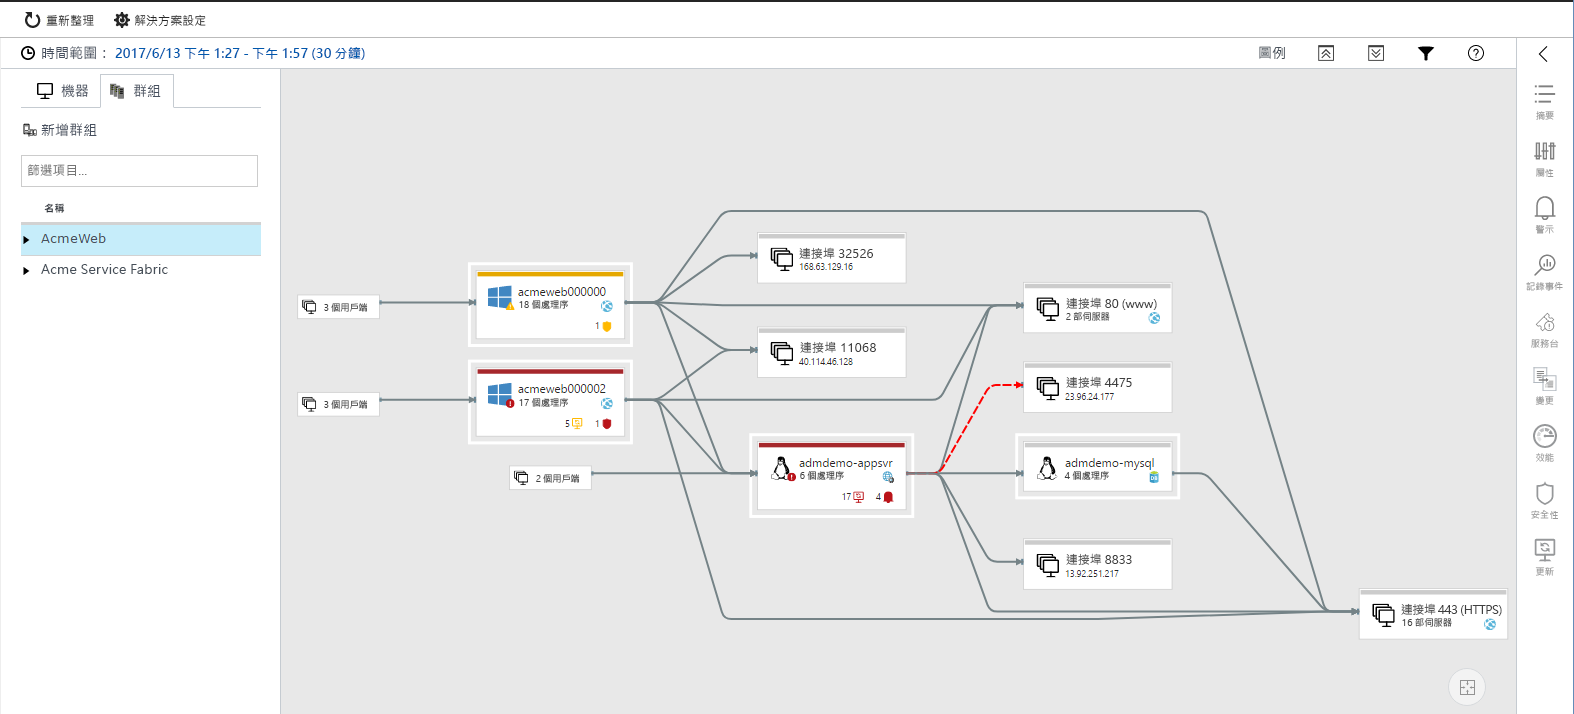 重新整理 解決方案設定
時間範圍： 2017/6/13 下午 1:27 - 下午 1:57 (30 分鐘)
圖例
機器 群組
新增群組
篩選項目...
名稱
AcmeWeb
Acme Service Fabric
3 個用戶端
acmeweb000000
18 個處理序
1
3 個用戶端
acmeweb000002
17 個處理序
5 1
2 個用戶端
連接埠 32526
168.63.129.16
連接埠 11068
40.114.46.128
admdemo-appsvr
6 個處理序
17 4
連接埠 80 (www)
2 部伺服器
連接埠 4475
23.96.24.177
admdemo-mysql
4 個處理序
DB
連接埠 8833
13.92.251.217
連接埠 443 (HTTPS)
16 部伺服器
摘要
屬性
警示
記錄事件
服務台
變更
效能
安全性
更新